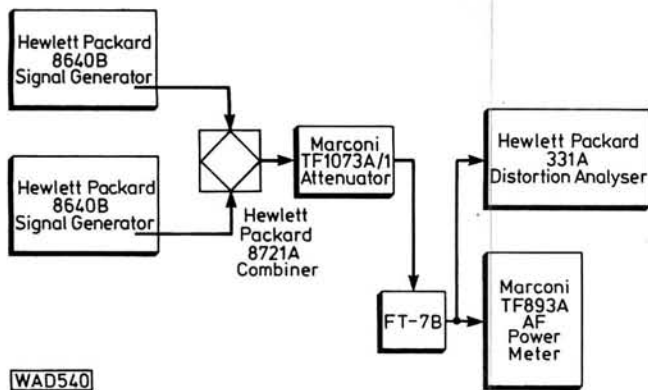 Hewlett Packard
8640B
Signal Generator
Hewlett Packard
8640B
Signal Generator
Hewlett
Packard
8721A
Combiner
Marconi
TF1073A/1
Attenuator
FT-7B
Hewlett Packard
331A
Distortion Analyser
Marconi
TF893A
AF
Power
Meter
WAD540